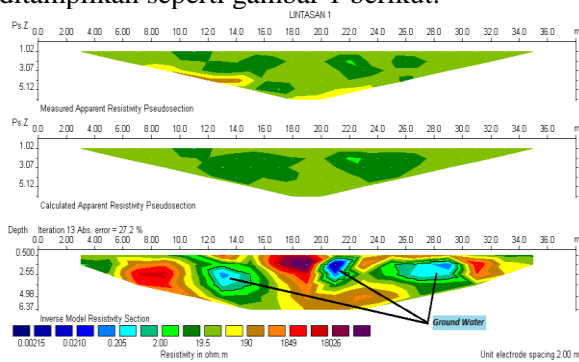 ditampilkan seperti gambar 1 berikut.
LINTASAN 1
Ps.Z
0.0 2.00 4.00 6.0 8.0 10.0 12.0 14.0 16.0 18.0 20.0 22.0 24.0 26.0 28.0 30.0 32.0 34.0 36.0 m
1.02
3.07
5.12
Measured Apparent Resistivity Pseudosection
Ps.Z
0.0 2.00 4.00 6.0 8.0 10.0 12.0 14.0 16.0 18.0 20.0 22.0 24.0 26.0 28.0 30.0 32.0 34.0 36.0 m
1.02
3.07
5.12
Calculated Apparent Resistivity Pseudosection
Depth Iteration 13 Abs. error = 27.2 %
0.0 2.00 4.00 6.0 8.0 10.0 12.0 14.0 16.0 18.0 20.0 22.0 24.0 26.0 28.0 30.0 32.0 34.0 36.0 m
0.500
2.55
4.98
6.37
Inverse Model Resistivity Section
Ground Water
0.00215 0.0210 0.205 2.00 19.5 190 1849 18026
Resistivity in ohm.m
Unit electrode spacing 2.00 m